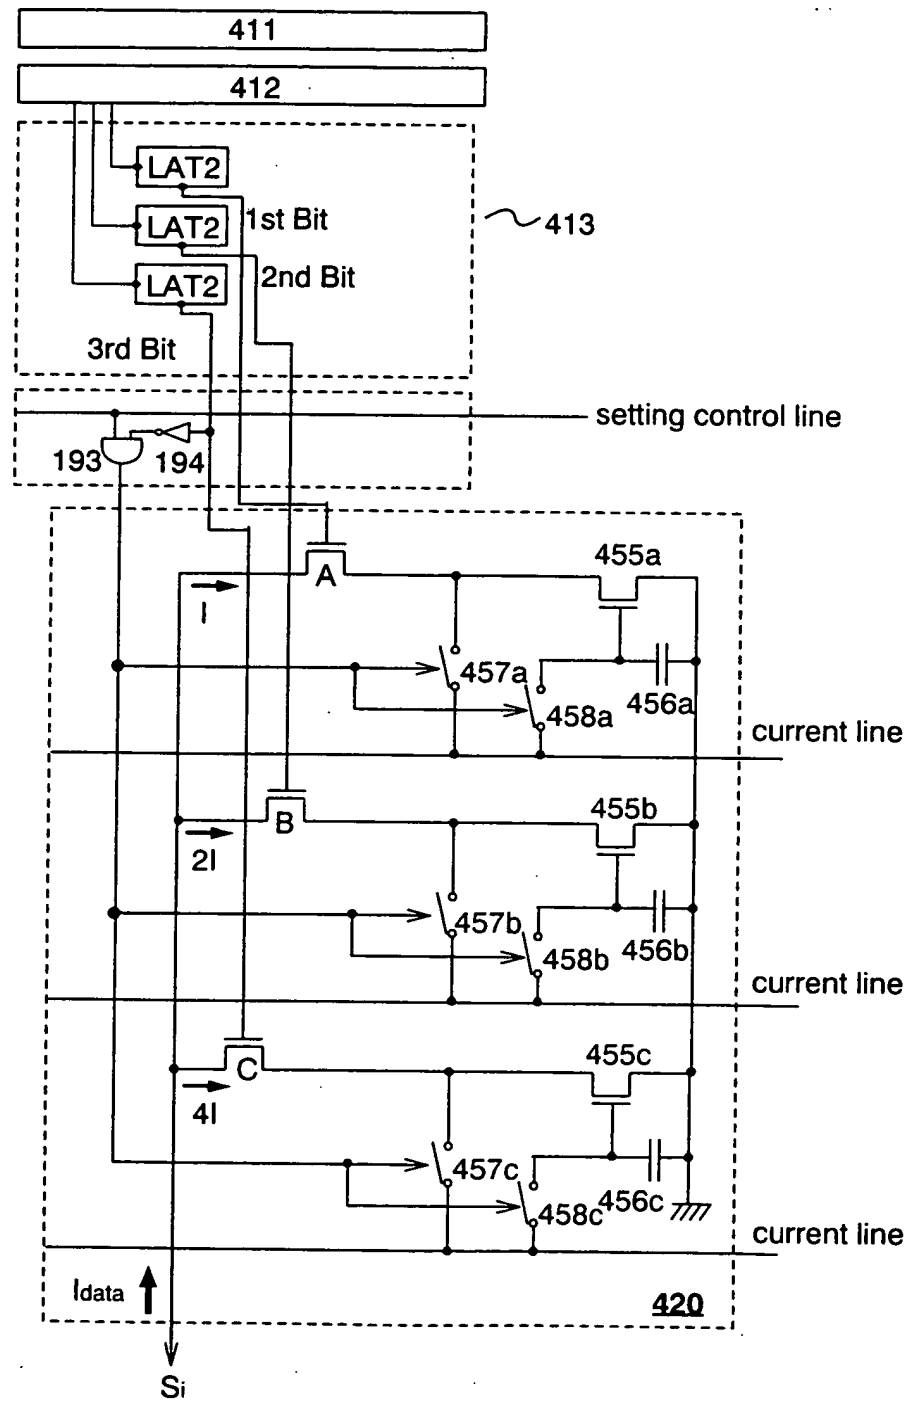 411
412
LAT2
1st Bit
LAT2
413
2nd Bit
LAT2
3rd Bit
setting control line
193
194
455a
A
I
457a
458a
456a
current line
455b
B
2I
457b
458b
456b
current line
455c
C
4I
457c
458c
456c
current line
Idata
420
Si